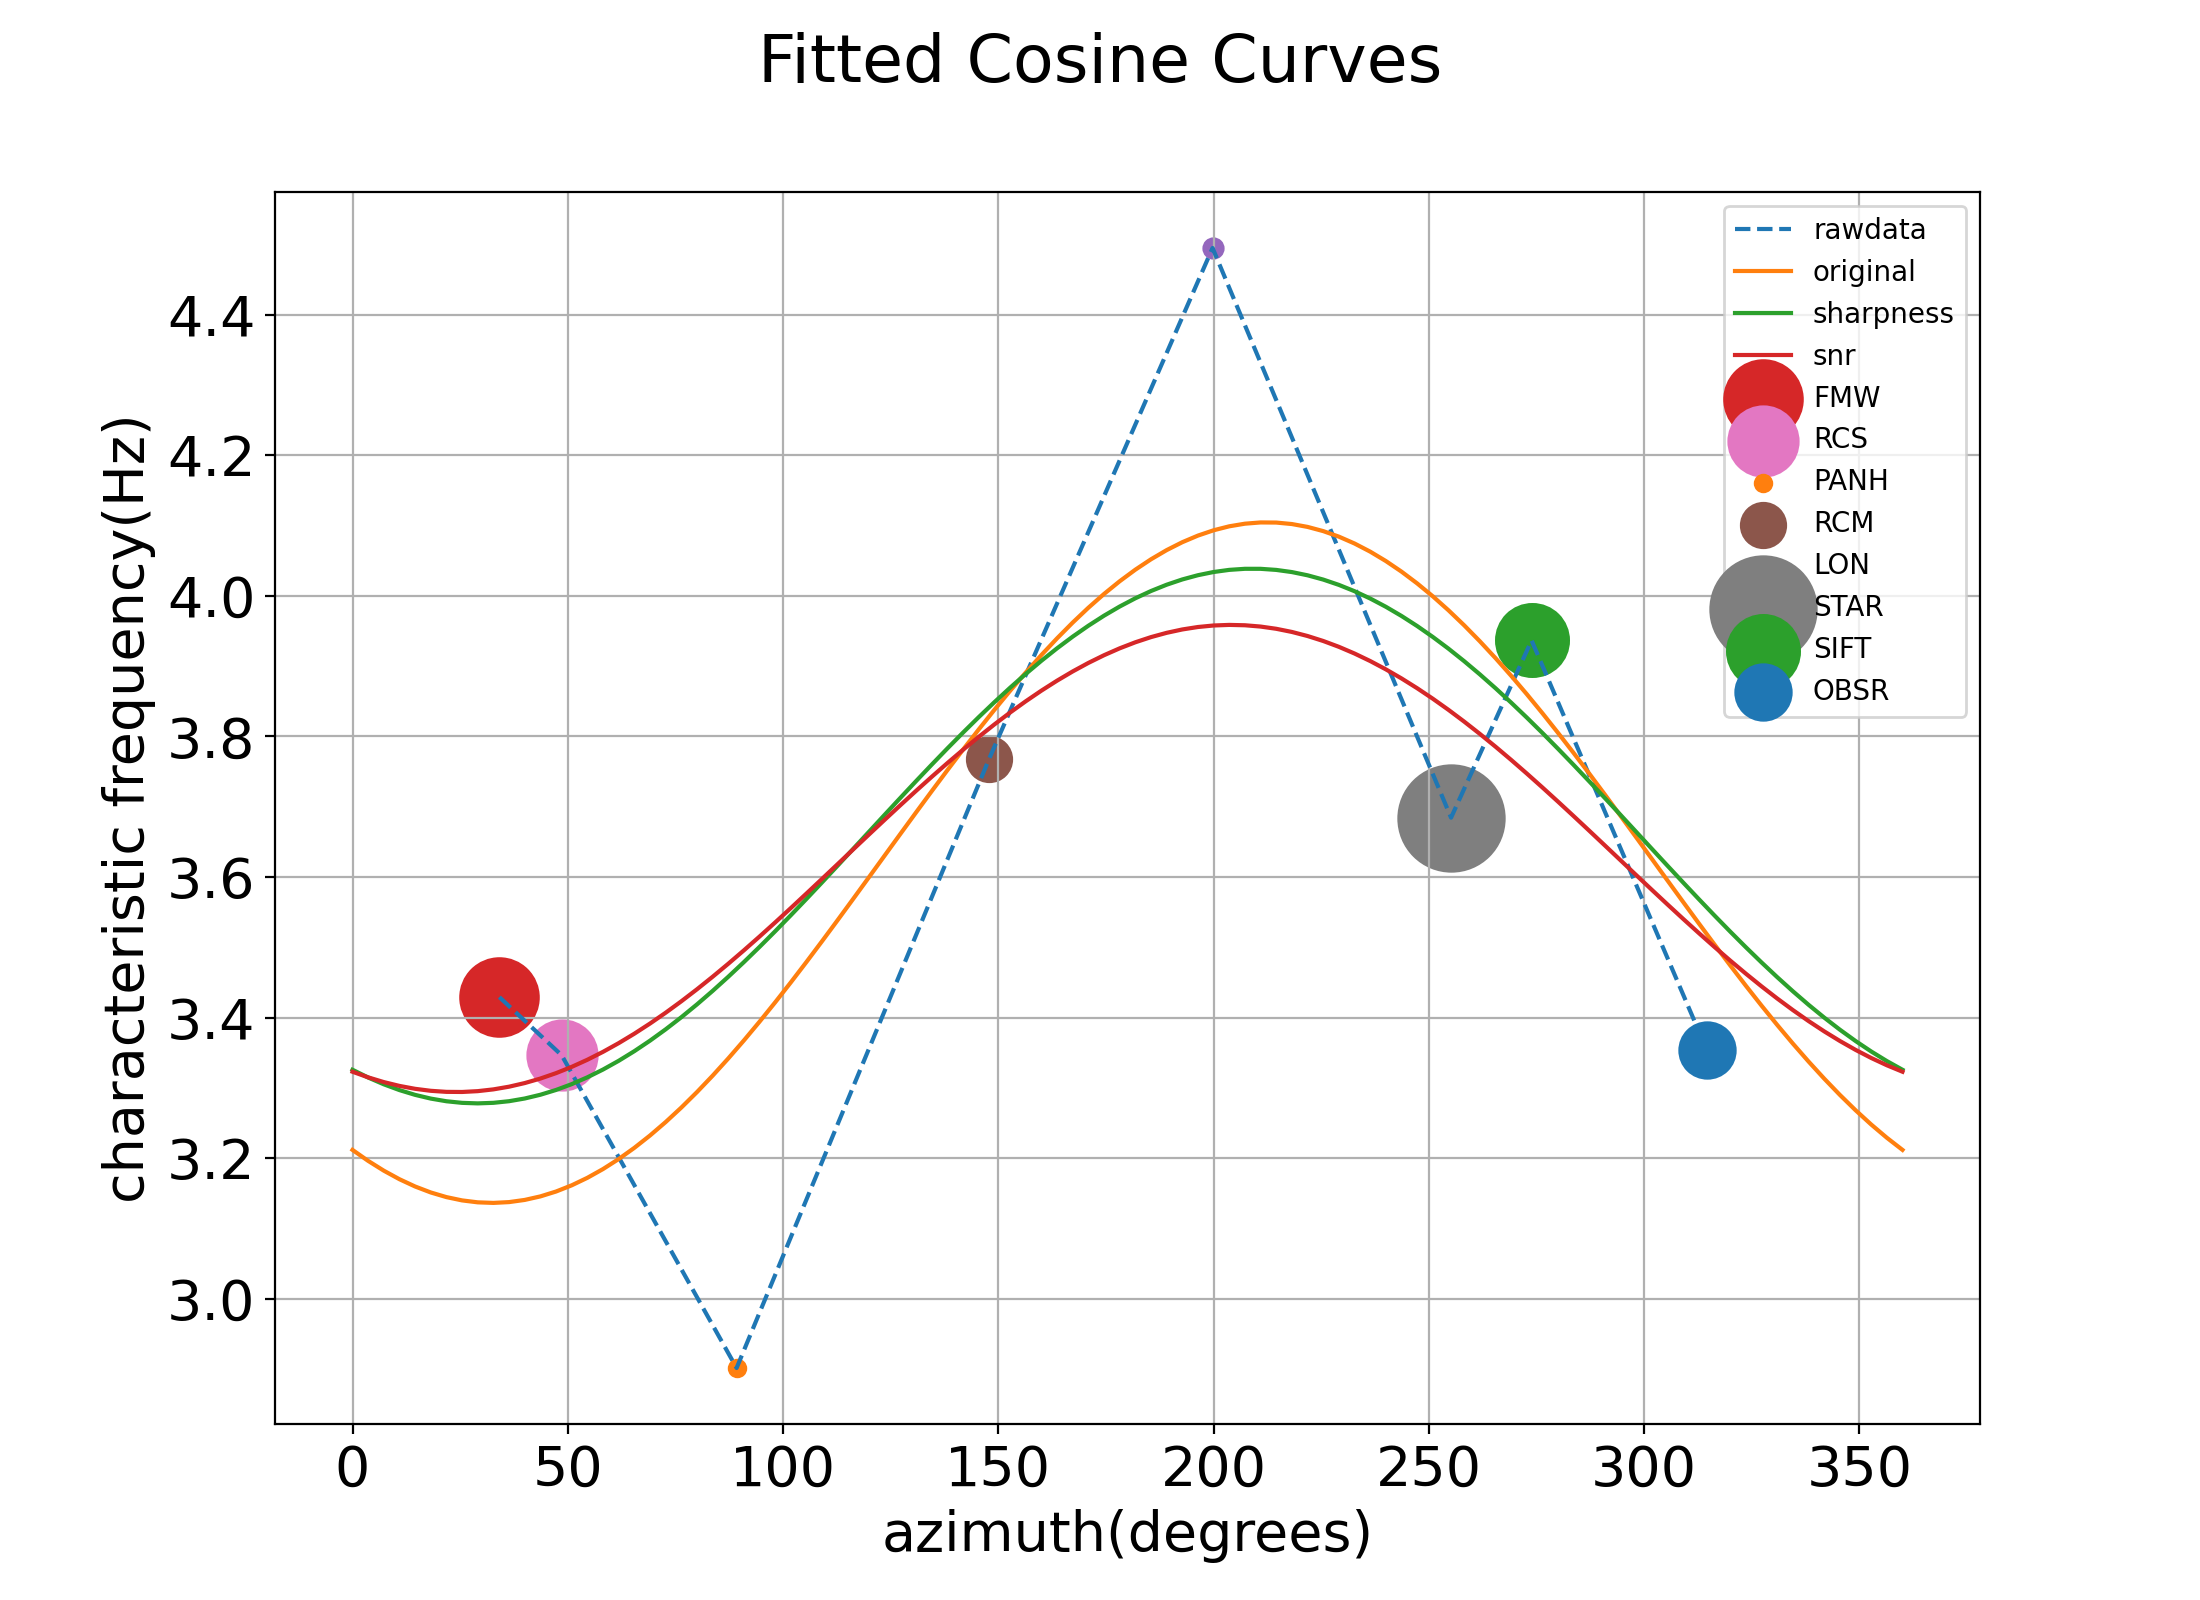 Fitted Cosine Curves
rawdata
original
sharpness
snr
FMW
RCS
PANH
RCM
LON
STAR
SIFT
OBSR
4.4
4.2
4.0
3.8
3.6
3.4
3.2
3.0
characteristic frequency(Hz)
0 50 100 150 200 250 300 350
azimuth(degrees)